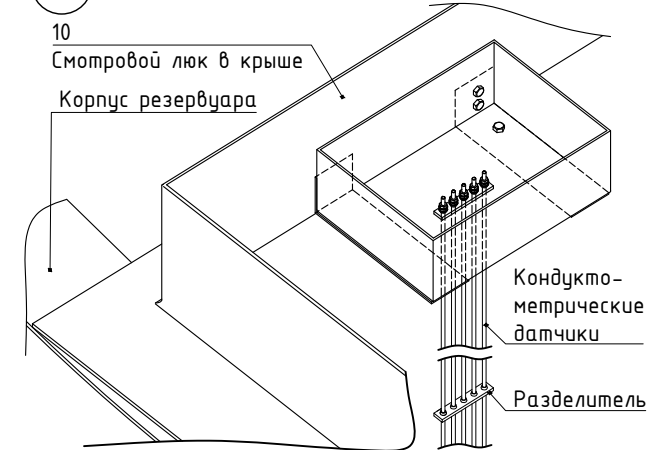 10
Смотровой люк в крыше
Корпус резервуара
Кондукто-
метрические
датчики
Разделитель